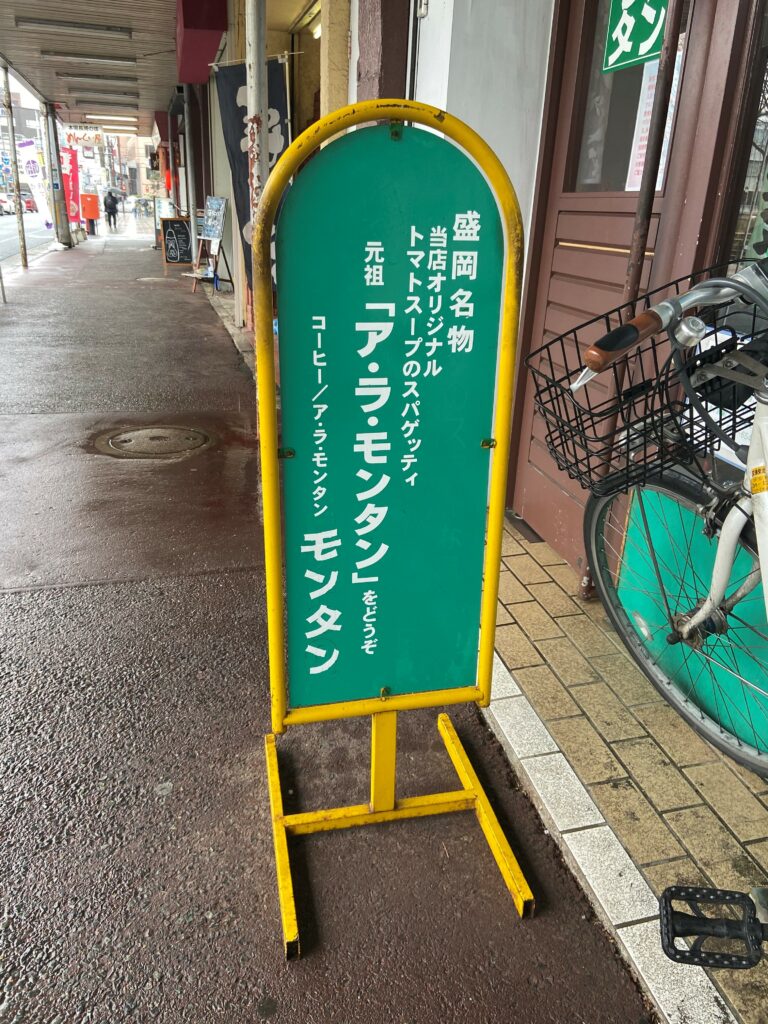 盛岡名物
当店オリジナル
トマトスープのスパゲッティ
元祖「ア・ラ・モンタン」をどうぞ
コーヒー/ア・ラ・モンタン モンタン
タン